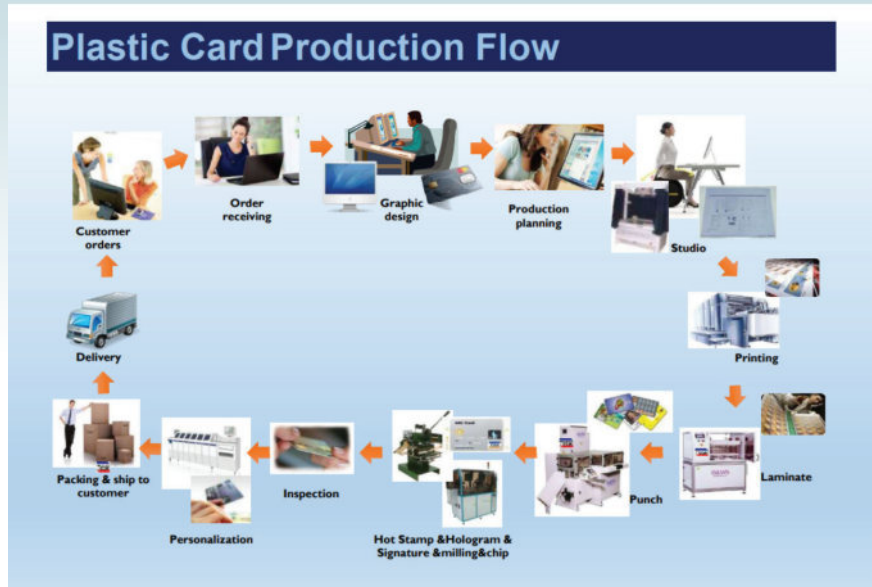 Plastic Card Production Flow
Customer
orders
Order
receiving
Graphic
design
Production
planning
Studio
Printing
Laminate
Punch
Hot Stamp &Hologram &
Signature &milling&chip
Inspection
Personalization
Packing & ship to
customer
Delivery